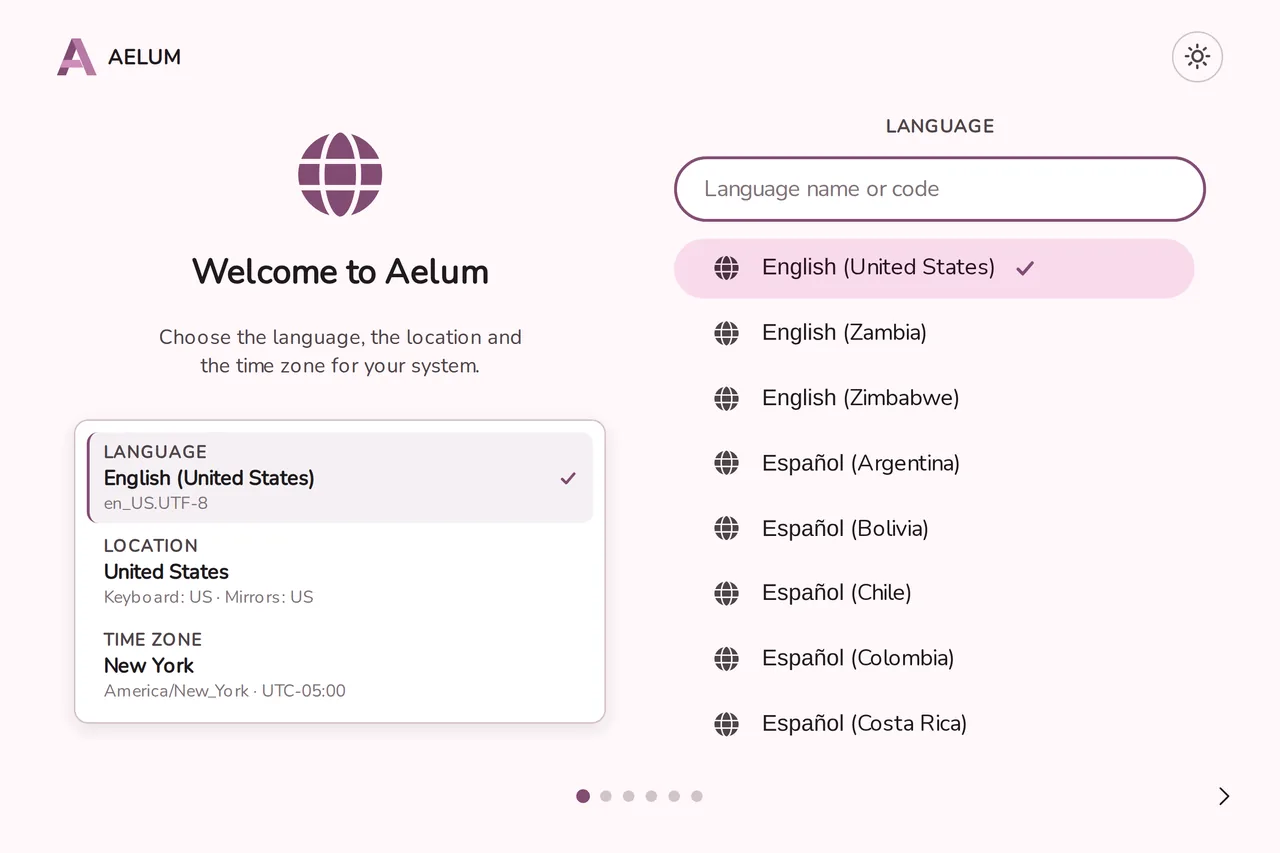 AELUM
Welcome to Aelum
Choose the language, the location and
the time zone for your system.
LANGUAGE
English (United States)
en_US.UTF-8
LOCATION
United States
Keyboard: US · Mirrors: US
TIME ZONE
New York
America/New_York · UTC-05:00
LANGUAGE
Language name or code
English (United States)
English (Zambia)
English (Zimbabwe)
Español (Argentina)
Español (Bolivia)
Español (Chile)
Español (Colombia)
Español (Costa Rica)